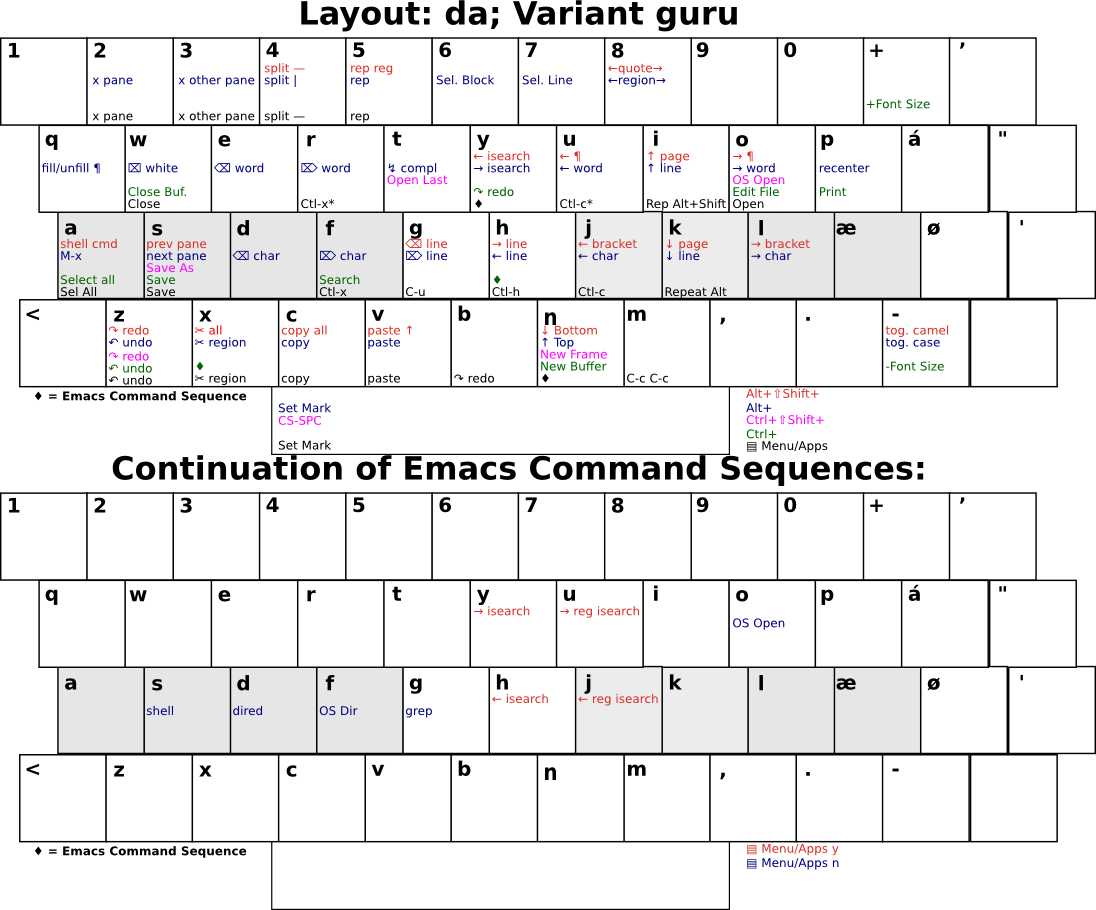 Layout: da; Variant guru
1 2 3 4 5 6 7 8 9 0 + ’
split — rep reg ←quote→
x pane x other pane split | rep Sel. Block Sel. Line ←region→
+Font Size
x pane x other pane split — rep
q w e r t y u i o p á "
← isearch ← ¶ ↑ page → ¶
fill/unfill ¶ ⌧ white ⌫ word ⌦ word ↯ compl → isearch ← word ↑ line → word recenter
Open Last OS Open
Close Buf. ↷ redo Edit File Print
Close Ctl-x* ♦ Ctl-c* Rep Alt+Shift Open
a s d f g h j k l æ ø '
shell cmd prev pane ⌫ line → line ← bracket ↓ page → bracket
M-x next pane ⌫ char ⌦ char ⌦ line ← line ← char ↓ line → char
Save As
Select all Save Search ♦
Sel All Save Ctl-x C-u Ctl-h Ctl-c Repeat Alt
< z x c v b n m , . -
↷ redo ✂ all copy all paste ↑ ↓ Bottom tog. camel
↶ undo ✂ region copy paste ↑ Top tog. case
↷ redo New Frame
↶ undo ♦ New Buffer -Font Size
↶ undo ✂ region copy paste ↷ redo ♦ C-c C-c
♦ = Emacs Command Sequence
Set Mark
CS-SPC
Set Mark
Alt+⇧Shift+
Alt+
Ctrl+⇧Shift+
Ctrl+
▤ Menu/Apps
Continuation of Emacs Command Sequences:
1 2 3 4 5 6 7 8 9 0 + ’
q w e r t y u i o p á "
→ isearch → reg isearch
OS Open
a s d f g h j k l æ ø '
← isearch ← reg isearch
shell dired OS Dir grep
< z x c v b n m , . -
♦ = Emacs Command Sequence
▤ Menu/Apps y
▤ Menu/Apps n